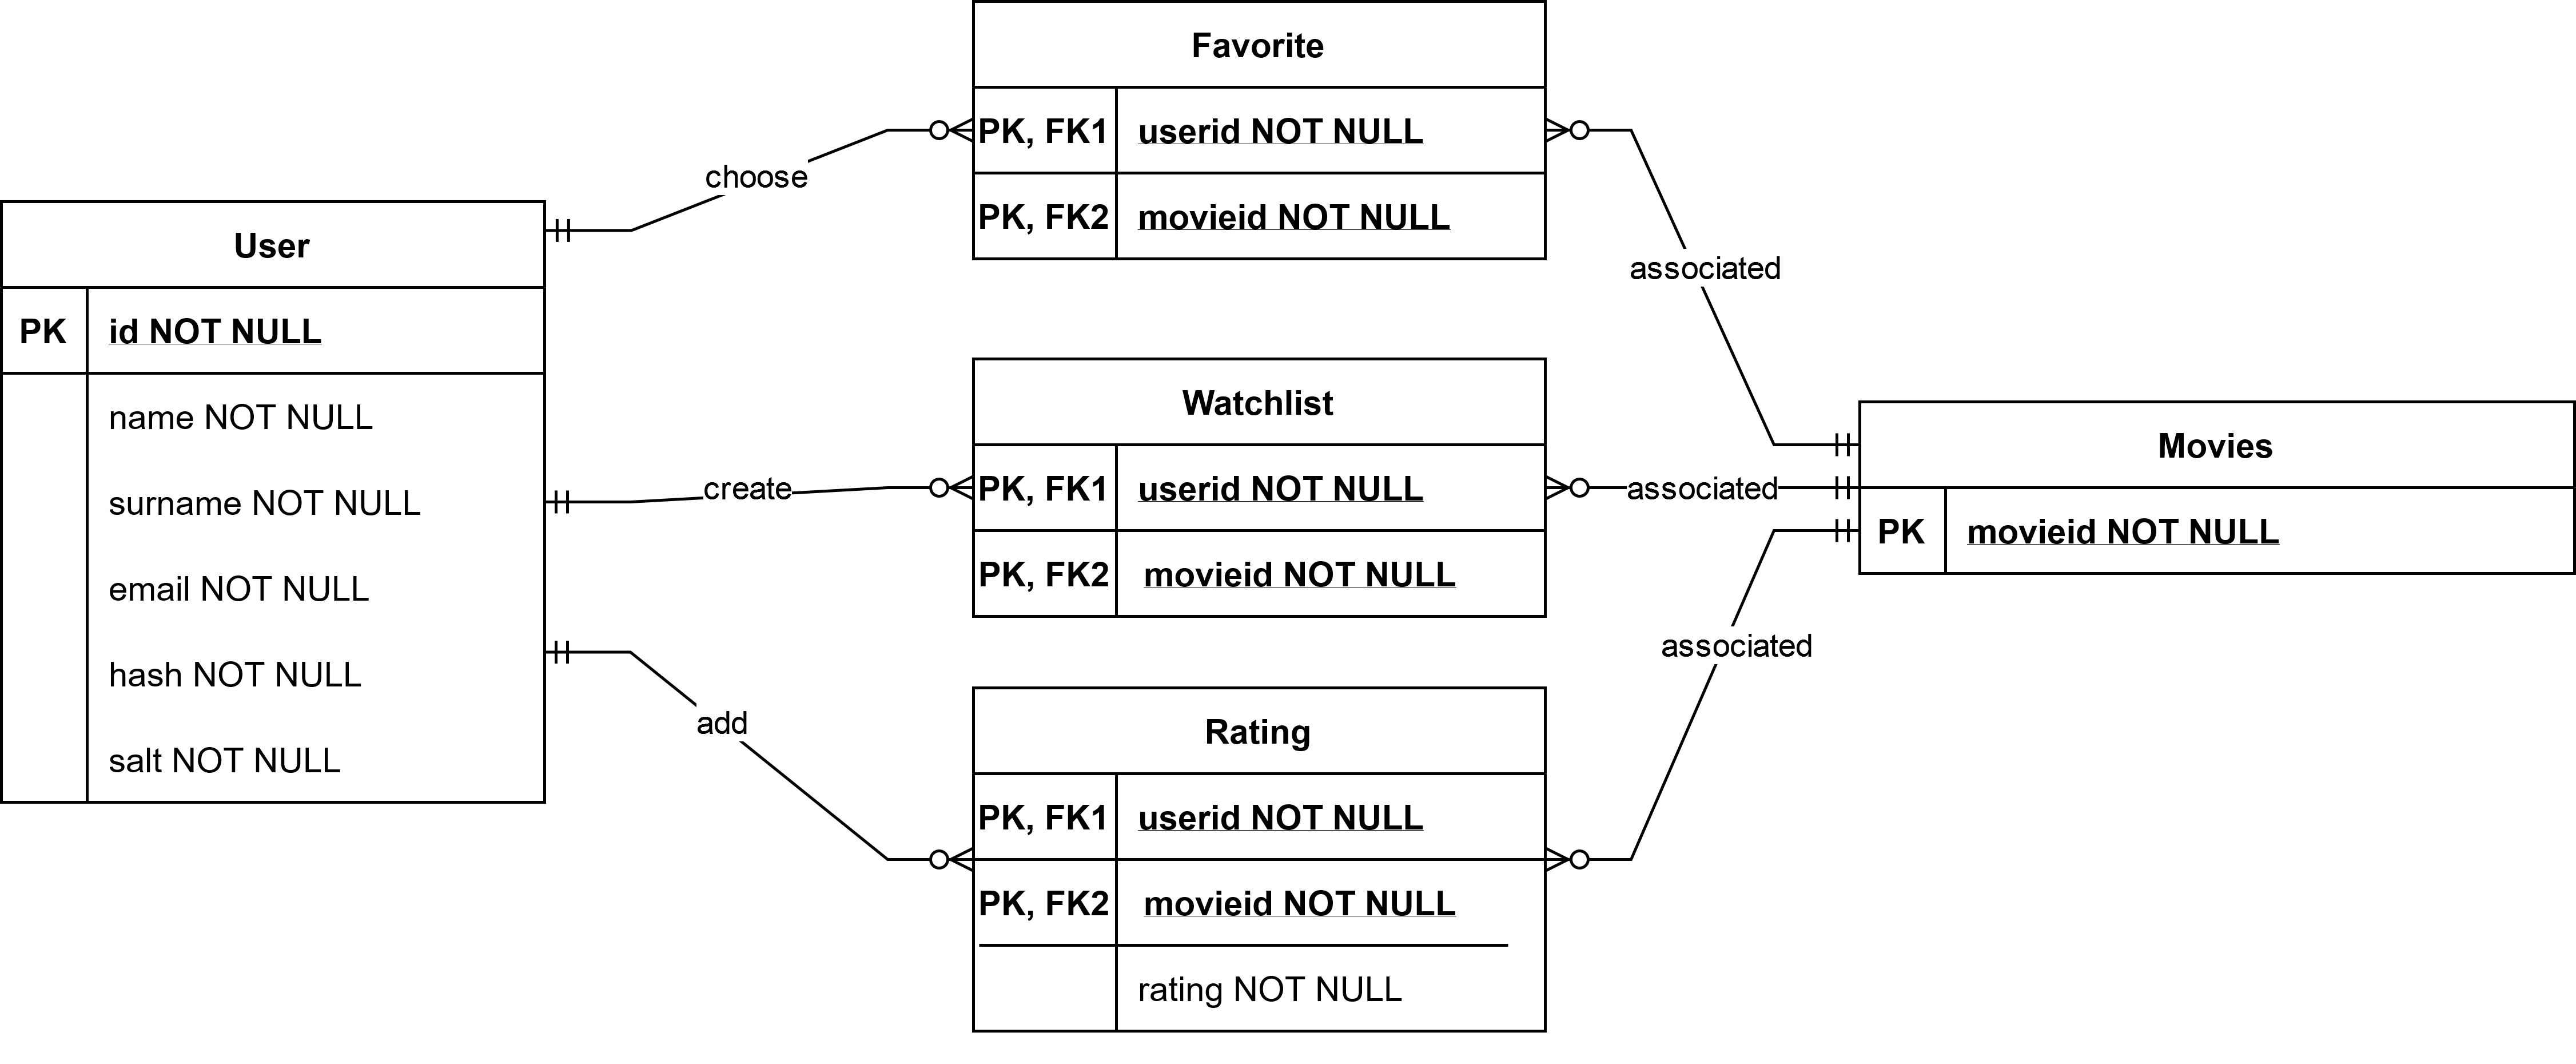 User
PK id NOT NULL
name NOT NULL
surname NOT NULL
email NOT NULL
hash NOT NULL
salt NOT NULL
choose
create
add
Favorite
PK, FK1 userid NOT NULL
PK, FK2 movieid NOT NULL
Watchlist
PK, FK1 userid NOT NULL
PK, FK2 movieid NOT NULL
Rating
PK, FK1 userid NOT NULL
PK, FK2 movieid NOT NULL
rating NOT NULL
associated
associated
associated
Movies
PK movieid NOT NULL